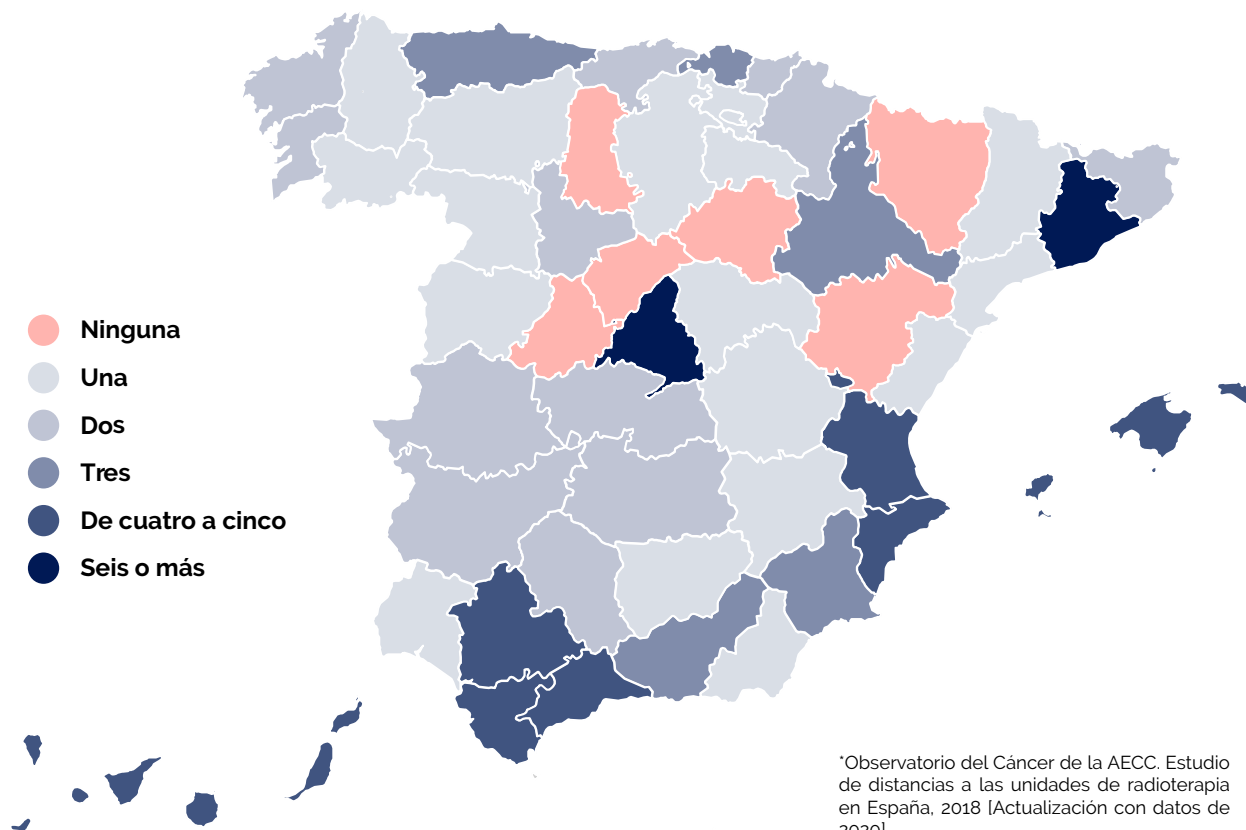 Ninguna
Una
Dos
Tres
De cuatro a cinco
Seis o más
*Observatorio del Cáncer de la AECC. Estudio
de distancias a las unidades de radioterapia
en España, 2018 [Actualización con datos de
2020]